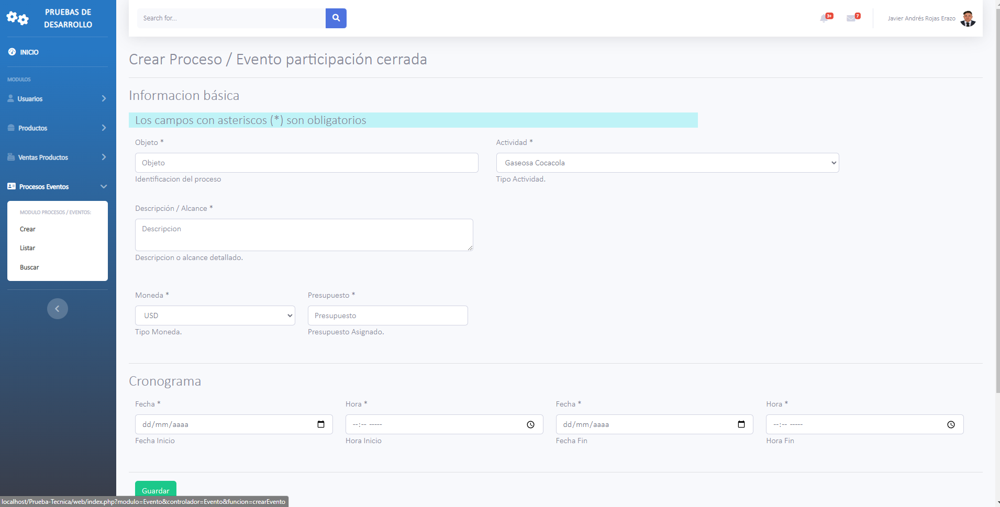 PRUEBAS DE
DESARROLLO
INICIO
MODULOS
Usuarios
Productos
Ventas Productos
Procesos Eventos
MODULO PROCESOS / EVENTOS:
Crear
Listar
Buscar
Search for...
3+
7
Javier Andrés Rojas Erazo
Crear Proceso / Evento participación cerrada
Informacion básica
Los campos con asteriscos (*) son obligatorios
Objeto *
Actividad *
Objeto
Gaseosa Cocacola
Identificacion del proceso
Tipo Actividad.
Descripción / Alcance *
Descripcion
Descripcion o alcance detallado.
Moneda *
Presupuesto *
USD
Presupuesto
Tipo Moneda.
Presupuesto Asignado.
Cronograma
Fecha *
Hora *
Fecha *
Hora *
dd/mm/aaaa
--:-- -----
dd/mm/aaaa
--:-- -----
Fecha Inicio
Hora Inicio
Fecha Fin
Hora Fin
Guardar
localhost/Prueba-Tecnica/web/index.php?modulo=Evento&controlador=Evento&funcion=crearEvento